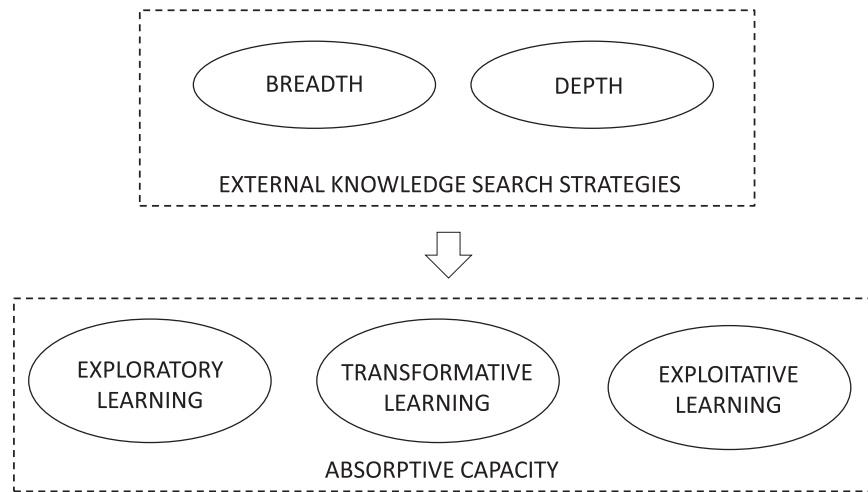 BREADTH
DEPTH
EXTERNAL KNOWLEDGE SEARCH STRATEGIES
EXPLORATORY
LEARNING
TRANSFORMATIVE
LEARNING
EXPLOITATIVE
LEARNING
ABSORPTIVE CAPACITY